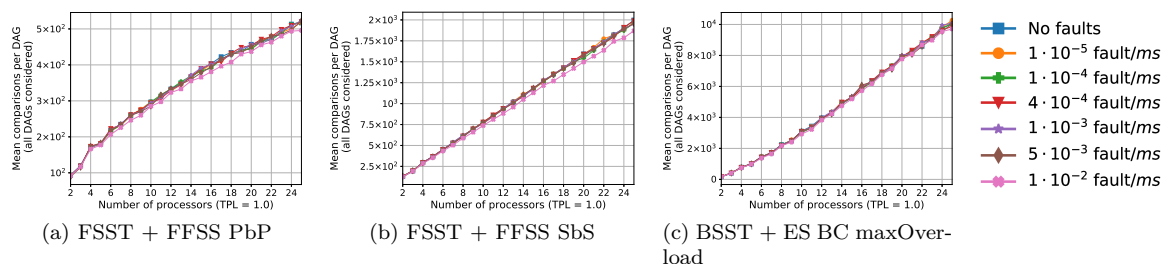 Mean comparisons per DAG
(all DAGs considered)
5×10²
4×10²
3×10²
2×10²
10²
2 4 6 8 10 12 14 16 18 20 22 24
Number of processors (TPL = 1.0)
(a) FSST + FFSS PbP
Mean comparisons per DAG
(all DAGs considered)
2×10³
1.75×10³
1.5×10³
1.25×10³
10³
7.5×10²
5×10²
2.5×10²
2 4 6 8 10 12 14 16 18 20 22 24
Number of processors (TPL = 1.0)
(b) FSST + FFSS SbS
Mean comparisons per DAG
(all DAGs considered)
10⁴
8×10³
6×10³
4×10³
2×10³
0
2 4 6 8 10 12 14 16 18 20 22 24
Number of processors (TPL = 1.0)
(c) BSST + ES BC maxOver-
load
No faults
1 · 10⁻⁵ fault/ms
1 · 10⁻⁴ fault/ms
4 · 10⁻⁴ fault/ms
1 · 10⁻³ fault/ms
5 · 10⁻³ fault/ms
1 · 10⁻² fault/ms